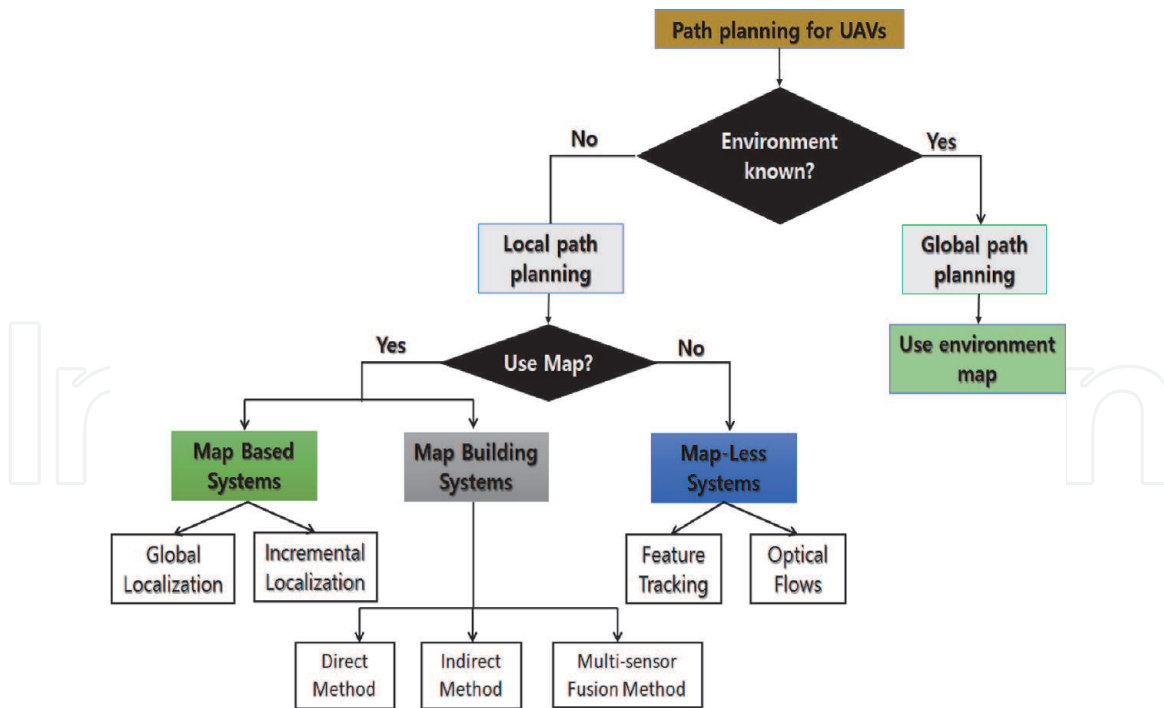 Path planning for UAVs
Environment
known?
No
Yes
Local path
planning
Global path
planning
Use environment
map
Use Map?
Yes
No
Map Based
Systems
Map Building
Systems
Map-Less
Systems
Global
Localization
Incremental
Localization
Feature
Tracking
Optical
Flows
Direct
Method
Indirect
Method
Multi-sensor
Fusion Method